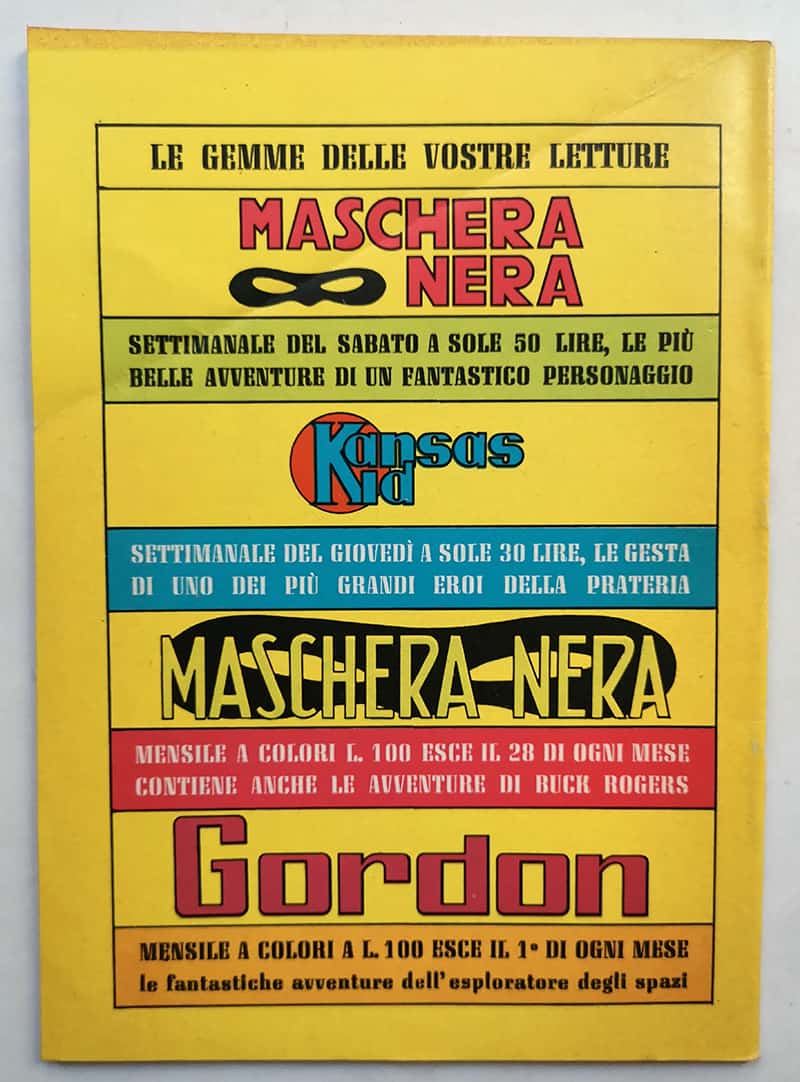 LE GEMME DELLE VOSTRE LETTURE
MASCHERA
NERA
SETTIMANALE DEL SABATO A SOLE 50 LIRE, LE PIÙ
BELLE AVVENTURE DI UN FANTASTICO PERSONAGGIO
Kansas
Kid
SETTIMANALE DEL GIOVEDÌ A SOLE 30 LIRE, LE GESTA
DI UNO DEI PIÙ GRANDI EROI DELLA PRATERIA
MASCHERA NERA
MENSILE A COLORI L. 100 ESCE IL 28 DI OGNI MESE
CONTIENE ANCHE LE AVVENTURE DI BUCK ROGERS
Gordon
MENSILE A COLORI A L. 100 ESCE IL 1° DI OGNI MESE
le fantastiche avventure dell'esploratore degli spazi